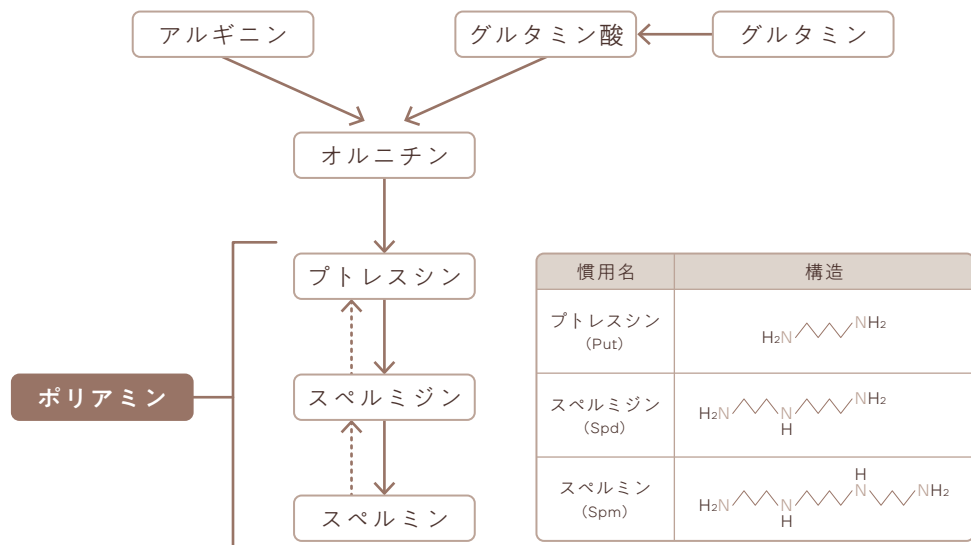 アルギニン
グルタミン酸
グルタミン
オルニチン
プトレスシン
ポリアミン
スペルミジン
スペルミン
慣用名
構造
プトレスシン
(Put)
H₂N
NH₂
スペルミジン
(Spd)
H₂N
N
H
NH₂
スペルミン
(Spm)
H₂N
N
H
H
N
NH₂